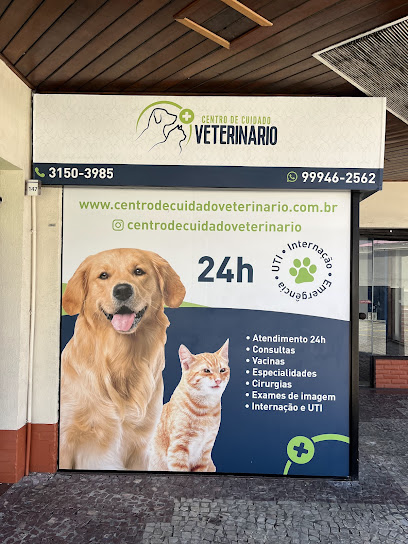 CENTRO DE CUIDADO
VETERINÁRIO
3150-3985
99946-2562
147
www.centrodecuidadoveterinario.com.br
centrodecuidadoveterinario
24h
UTI • Internação • Emergência •
• Atendimento 24h
• Consultas
• Vacinas
• Especialidades
• Cirurgias
• Exames de imagem
• Internação e UTI